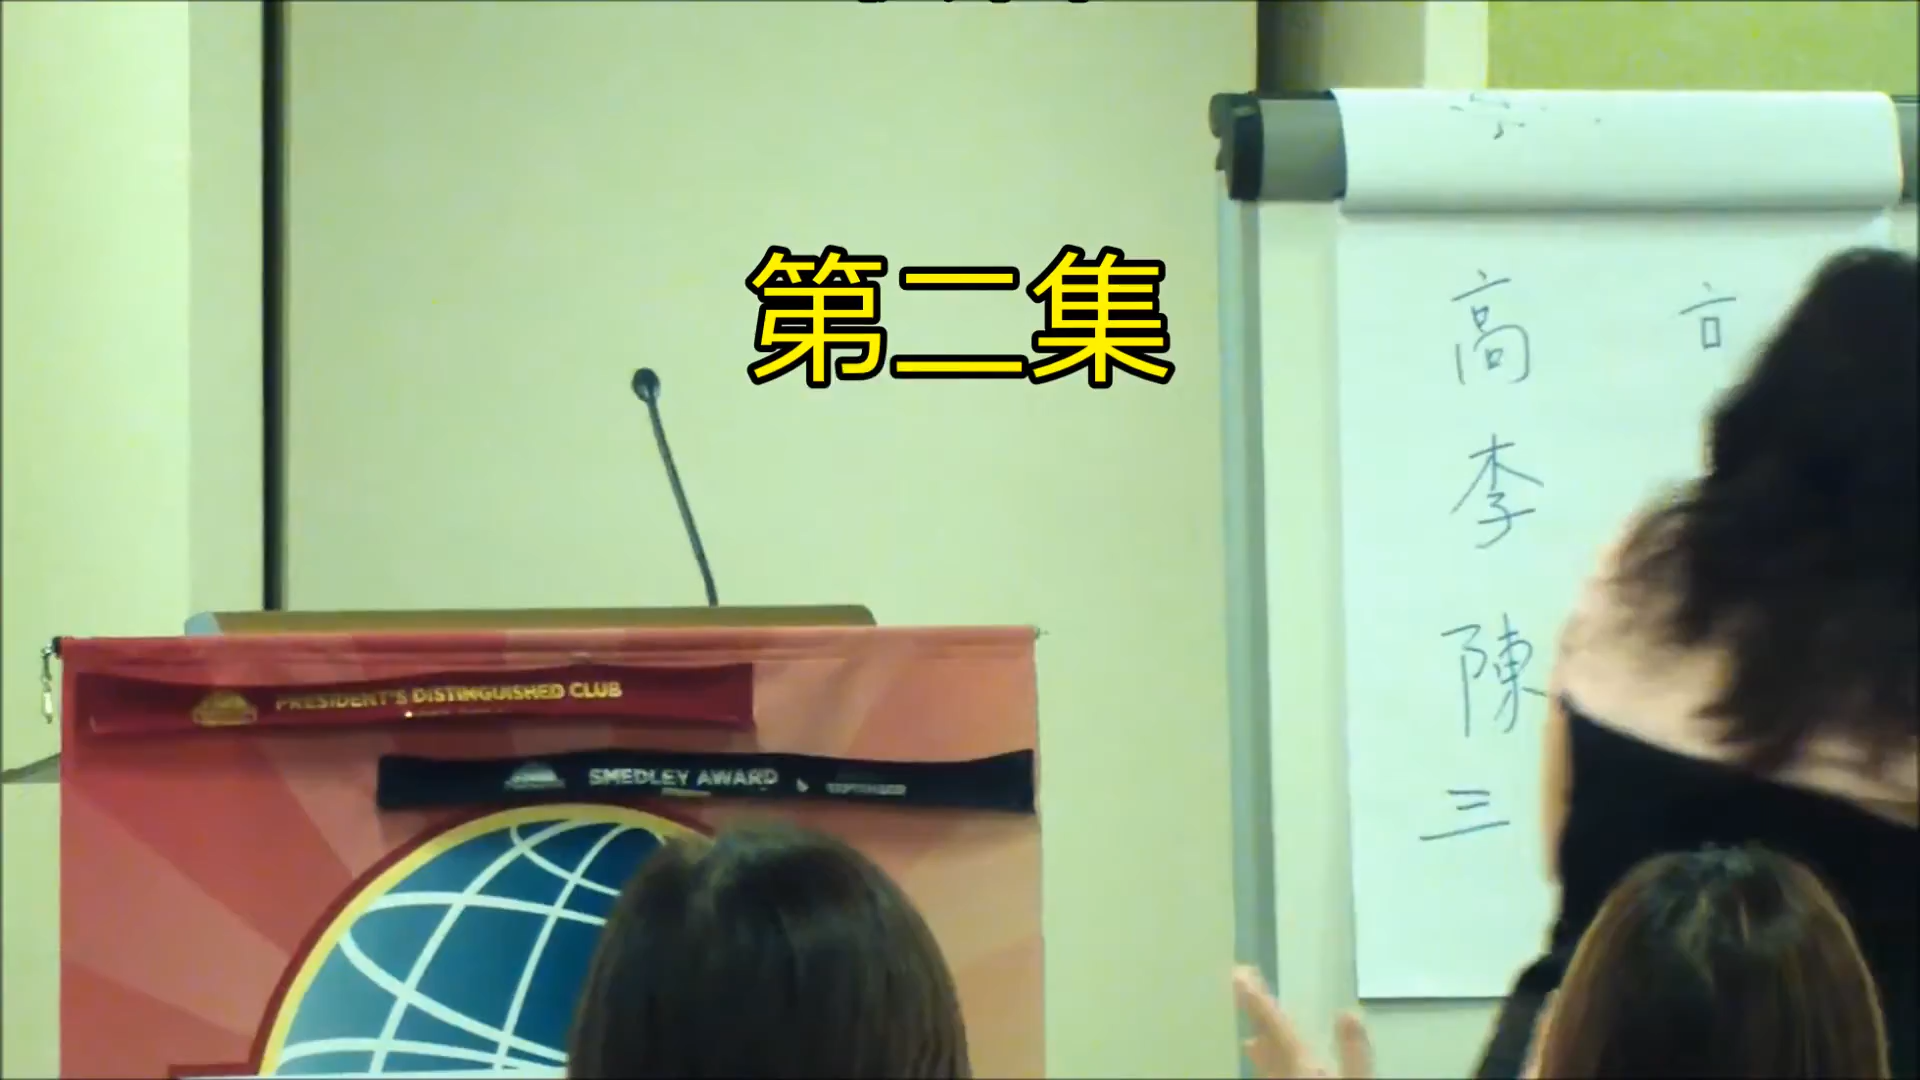 第二集
高
李
陳
三
PRESIDENT'S DISTINGUISHED CLUB
SMEDLEY AWARD